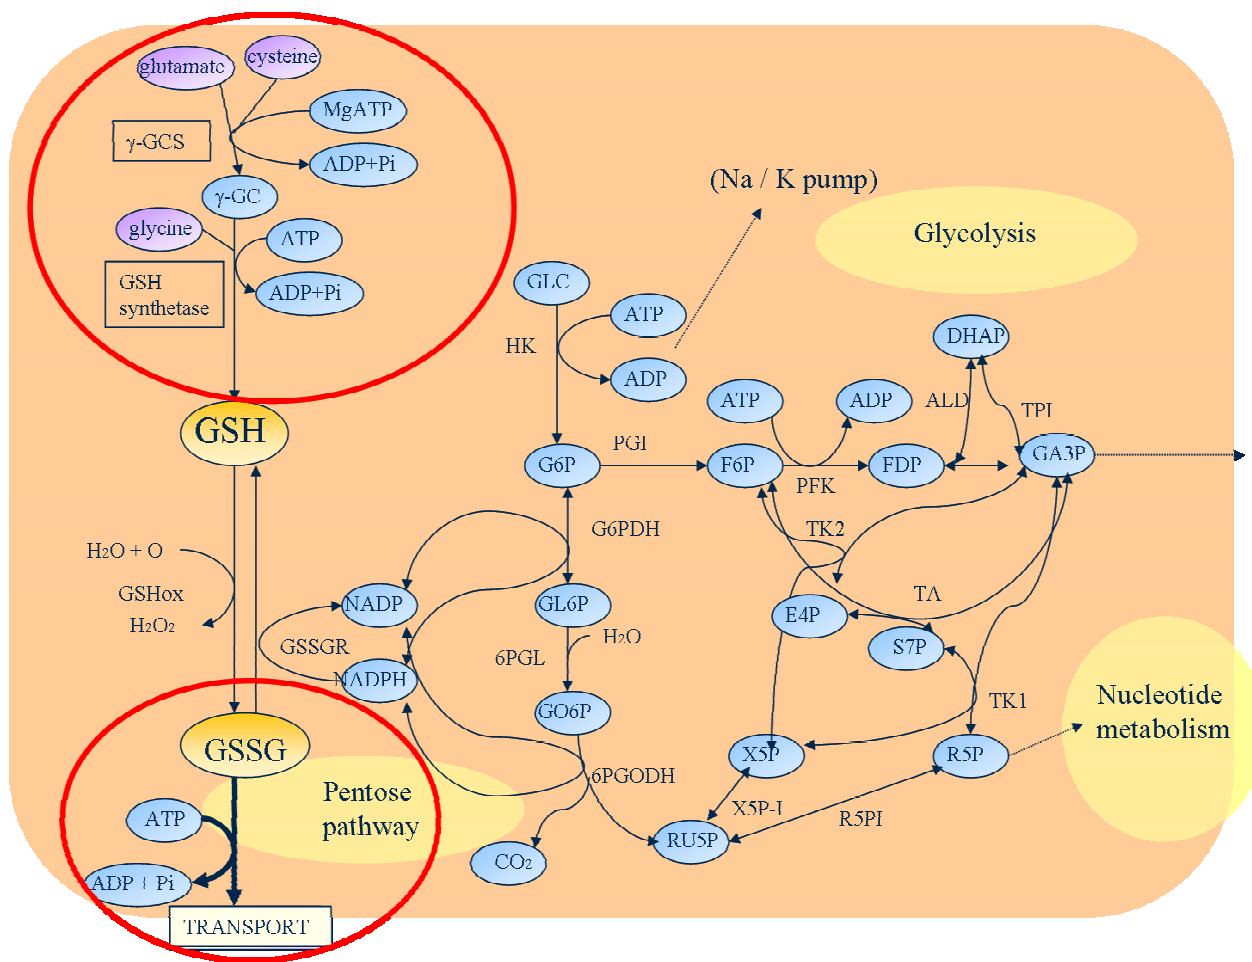 glutamate
cysteine
MgATP
γ-GCS
ADP+Pi
γ-GC
glycine
ATP
GSH
synthetase
ADP+Pi
GSH
(Na / K pump)
Glycolysis
GLC
ATP
HK
ADP
DHAP
ATP
ADP
ALD
TPI
PGI
G6P
F6P
PFK
FDP
GA3P
G6PDH
TK2
H2O + O
GSHox
H2O2
NADP
GL6P
H2O
E4P
TA
S7P
GSSGR
6PGL
NADPH
GO6P
TK1
Nucleotide
metabolism
GSSG
X5P
R5P
6PGODH
Pentose
pathway
X5P-I
R5PI
ATP
RU5P
CO2
ADP + Pi
TRANSPORT